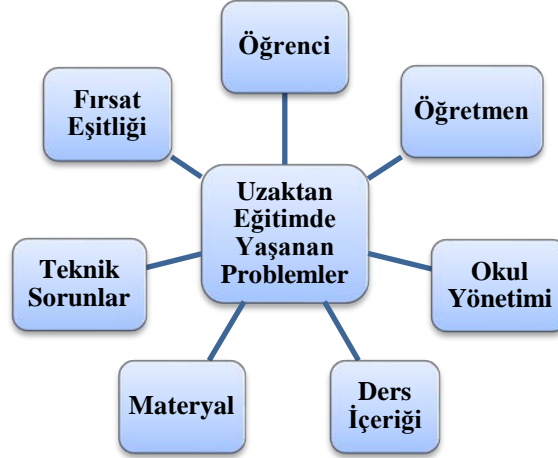 Öğrenci
Fırsat
Eşitliği
Öğretmen
Uzaktan
Eğitimde
Yaşanan
Problemler
Teknik
Sorunlar
Okul
Yönetimi
Materyal
Ders
İçeriği